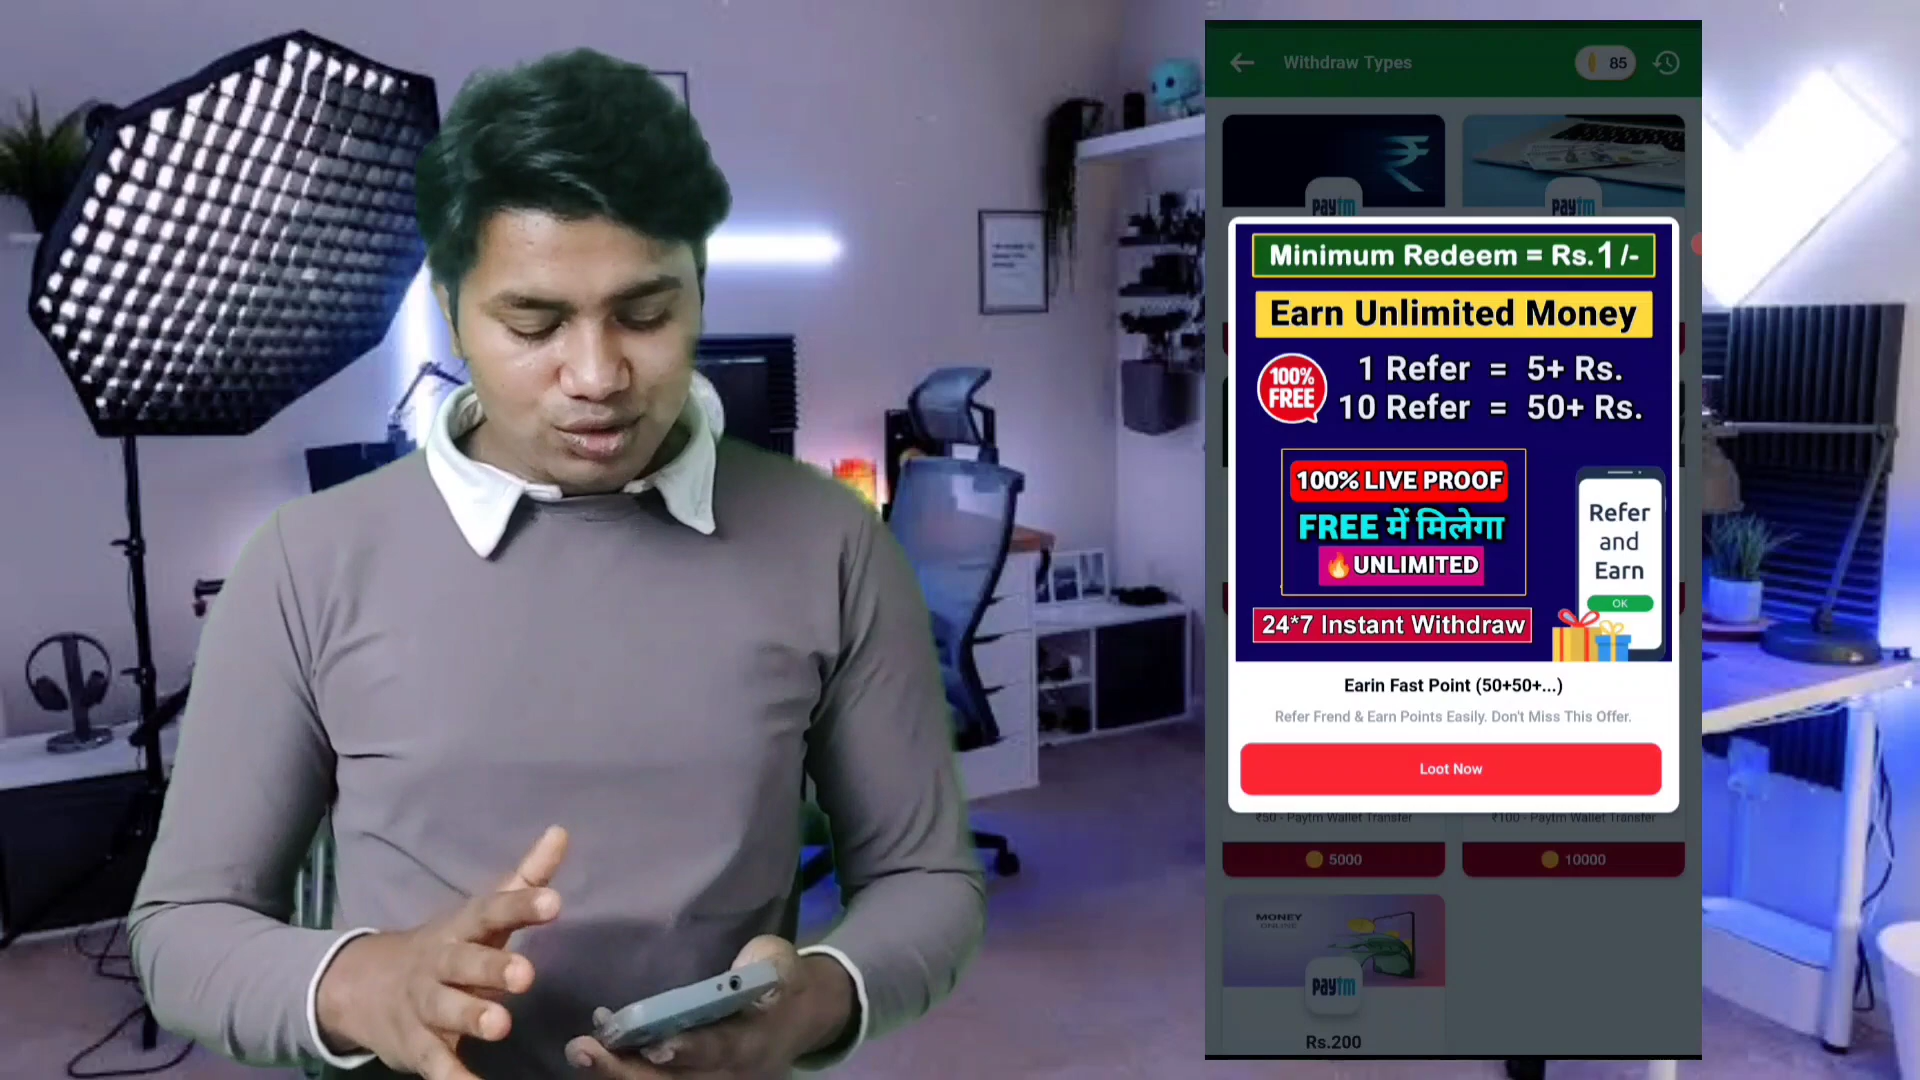 Withdraw Types
85
paytm
paytm
Minimum Redeem = Rs.1/-
Earn Unlimited Money
100% FREE
1 Refer = 5+ Rs.
10 Refer = 50+ Rs.
100% LIVE PROOF
FREE में मिलेगा
🔥UNLIMITED
Refer
and
Earn
OK
24*7 Instant Withdraw
Earin Fast Point (50+50+...)
Refer Frend & Earn Points Easily. Don't Miss This Offer.
Loot Now
₹50 - Paytm Wallet Transfer
₹100 - Paytm Wallet Transfer
5000
10000
MONEY
ONLINE
paytm
Rs.200